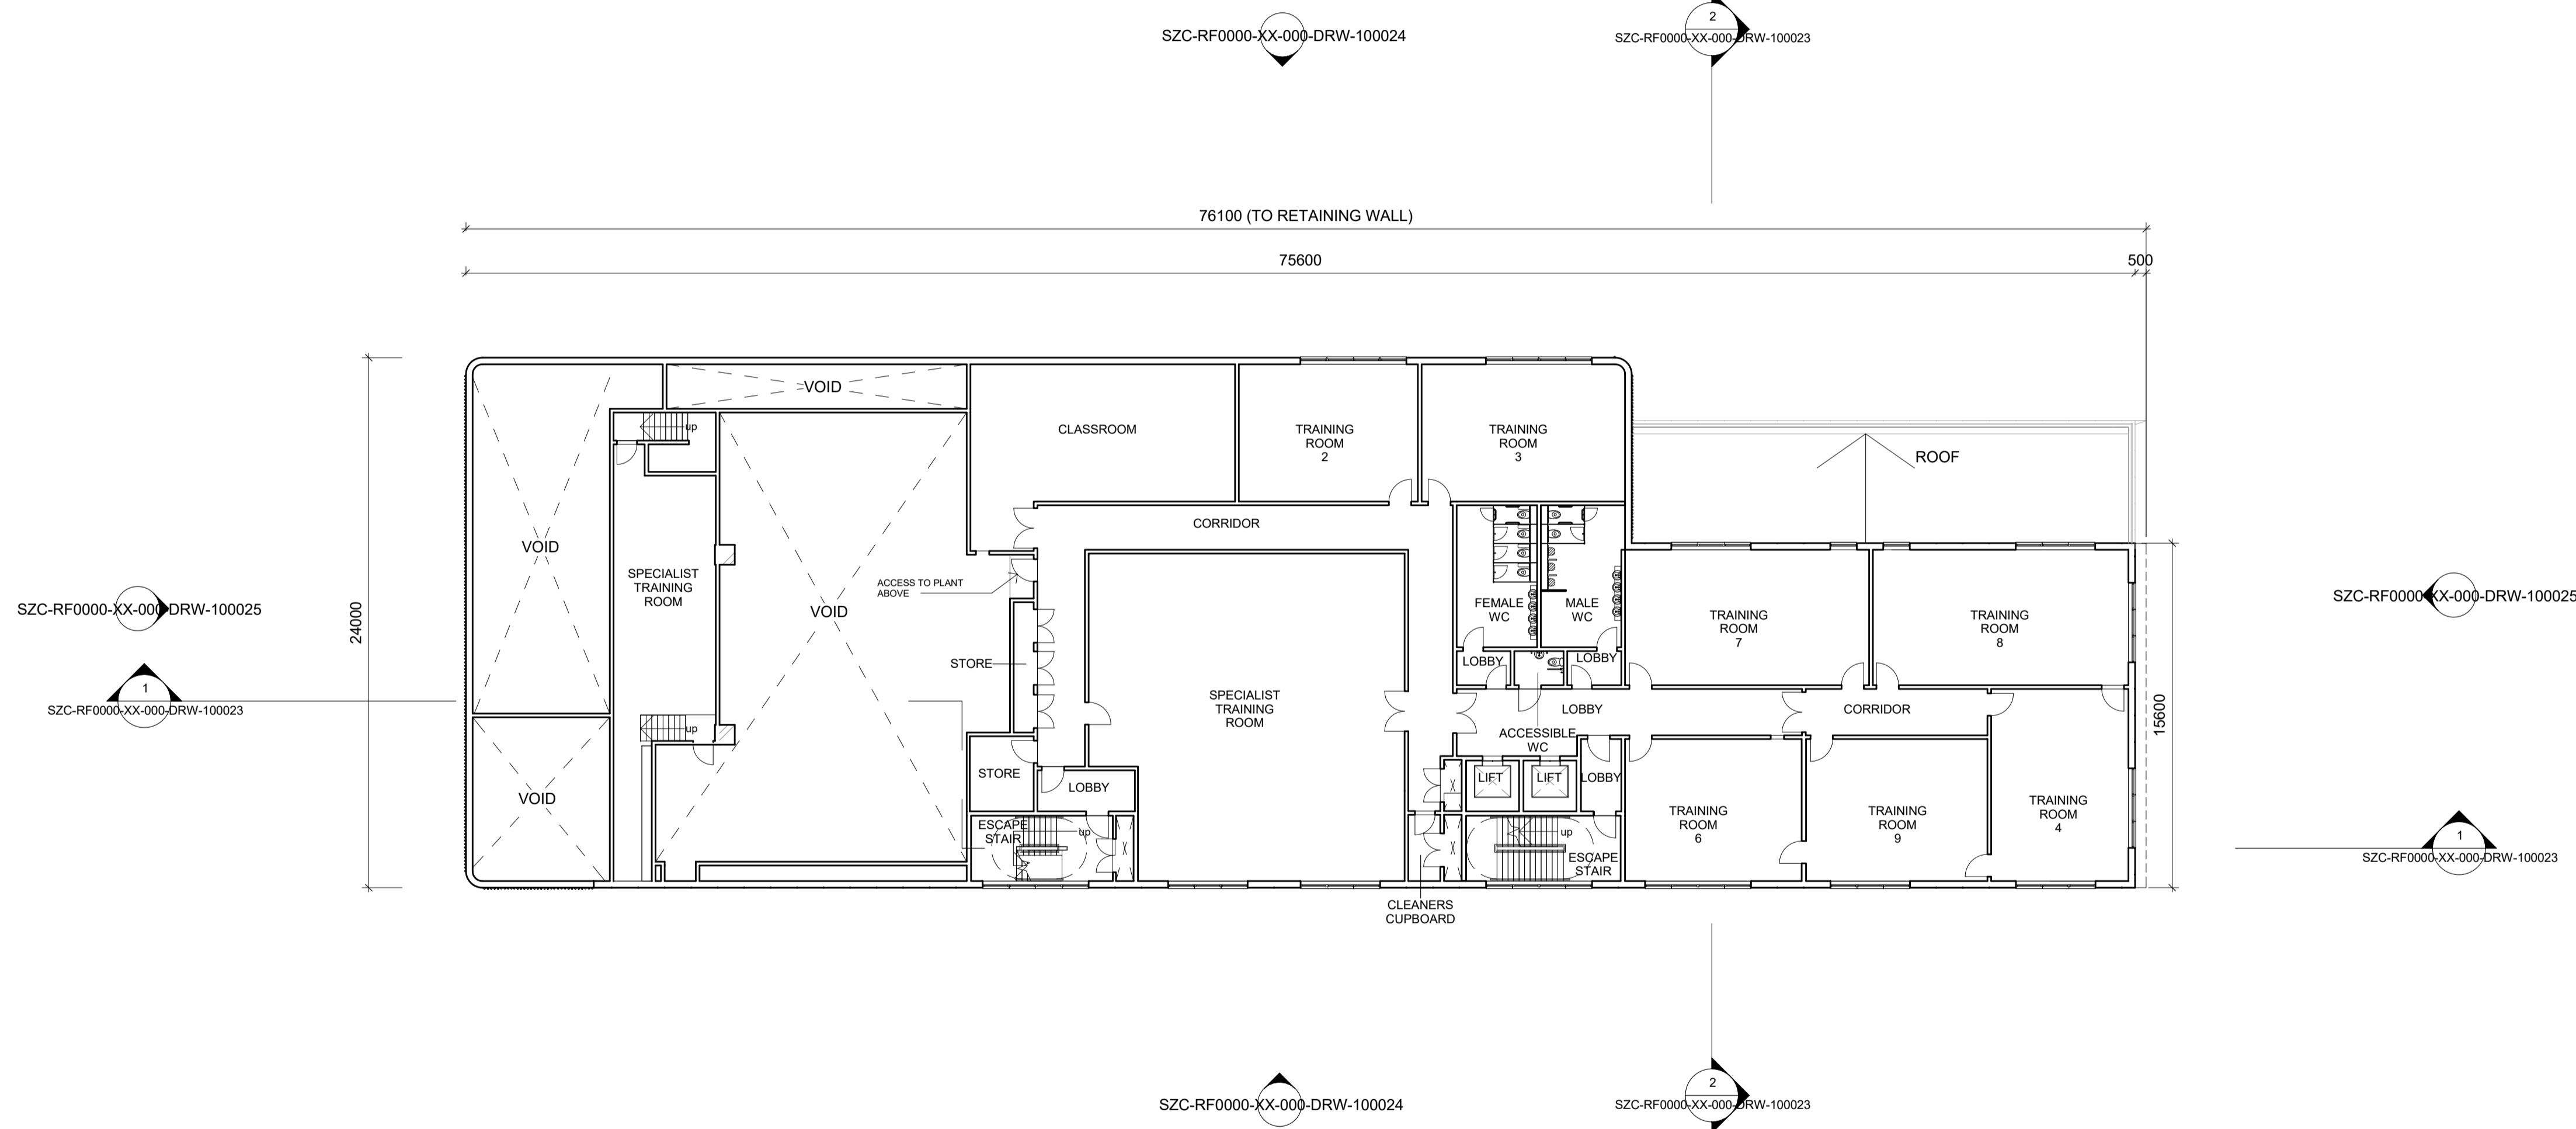 SZC-RF0000-XX-000-DRW-100024
2
SZC-RF0000-XX-000-DRW-100023
76100 (TO RETAINING WALL)
75600
500
24000
15600
VOID
up
CLASSROOM
TRAINING
ROOM
2
TRAINING
ROOM
3
ROOF
CORRIDOR
VOID
SPECIALIST
TRAINING
ROOM
ACCESS TO PLANT
ABOVE
VOID
FEMALE
WC
MALE
WC
TRAINING
ROOM
7
TRAINING
ROOM
8
SZC-RF0000-XX-000-DRW-100025
SZC-RF0000-XX-000-DRW-100025
1
SZC-RF0000-XX-000-DRW-100023
STORE
LOBBY
LOBBY
SPECIALIST
TRAINING
ROOM
LOBBY
CORRIDOR
up
ACCESSIBLE
WC
VOID
STORE
LOBBY
LIFT
LIFT
LOBBY
TRAINING
ROOM
6
TRAINING
ROOM
9
TRAINING
ROOM
4
ESCAPE
STAIR
up
up
ESCAPE
STAIR
1
SZC-RF0000-XX-000-DRW-100023
CLEANERS
CUPBOARD
SZC-RF0000-XX-000-DRW-100024
2
SZC-RF0000-XX-000-DRW-100023